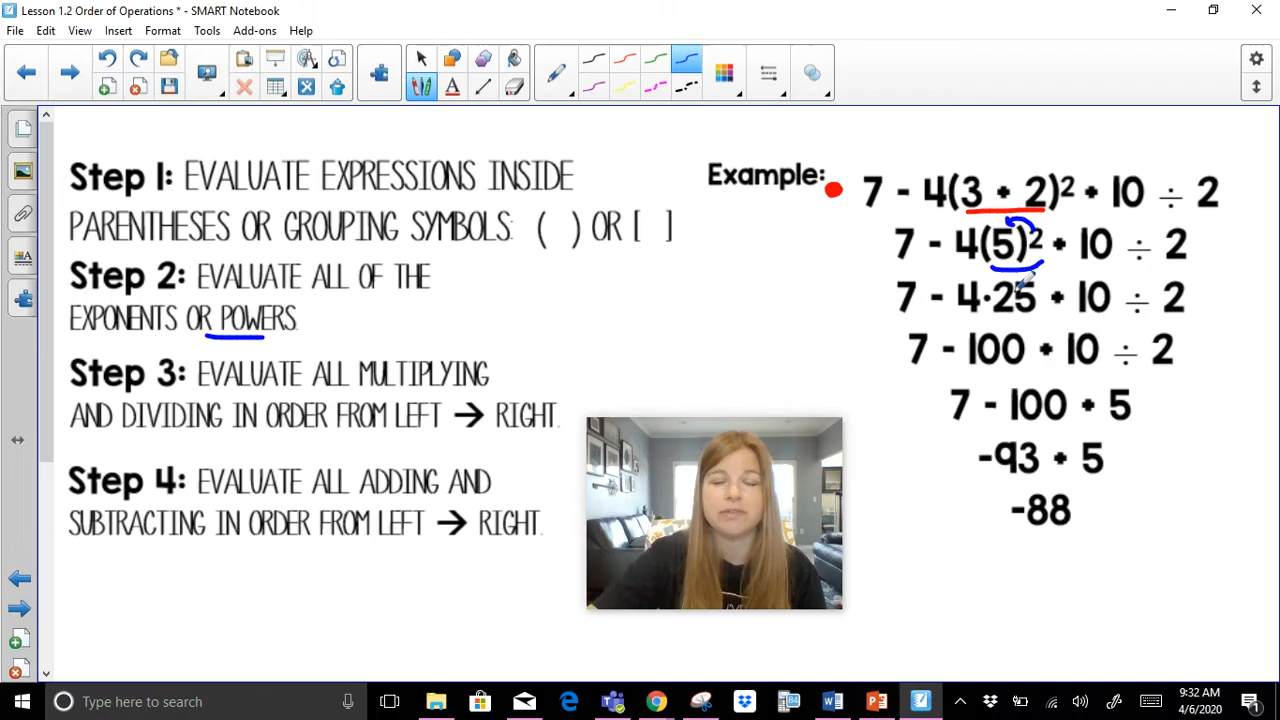 Lesson 1.2 Order of Operations * - SMART Notebook
File Edit View Insert Format Tools Add-ons Help
Step 1: EVALUATE EXPRESSIONS INSIDE
PARENTHESES OR GROUPING SYMBOLS: ( ) OR [ ]
Step 2: EVALUATE ALL OF THE
EXPONENTS OR POWERS.
Step 3: EVALUATE ALL MULTIPLYING
AND DIVIDING IN ORDER FROM LEFT → RIGHT.
Step 4: EVALUATE ALL ADDING AND
SUBTRACTING IN ORDER FROM LEFT → RIGHT.
Example:
7 - 4(3 + 2)² + 10 ÷ 2
7 - 4(5)² + 10 ÷ 2
7 - 4·25 + 10 ÷ 2
7 - 100 + 10 ÷ 2
7 - 100 + 5
-93 + 5
-88
Type here to search
9:32 AM
4/6/2020